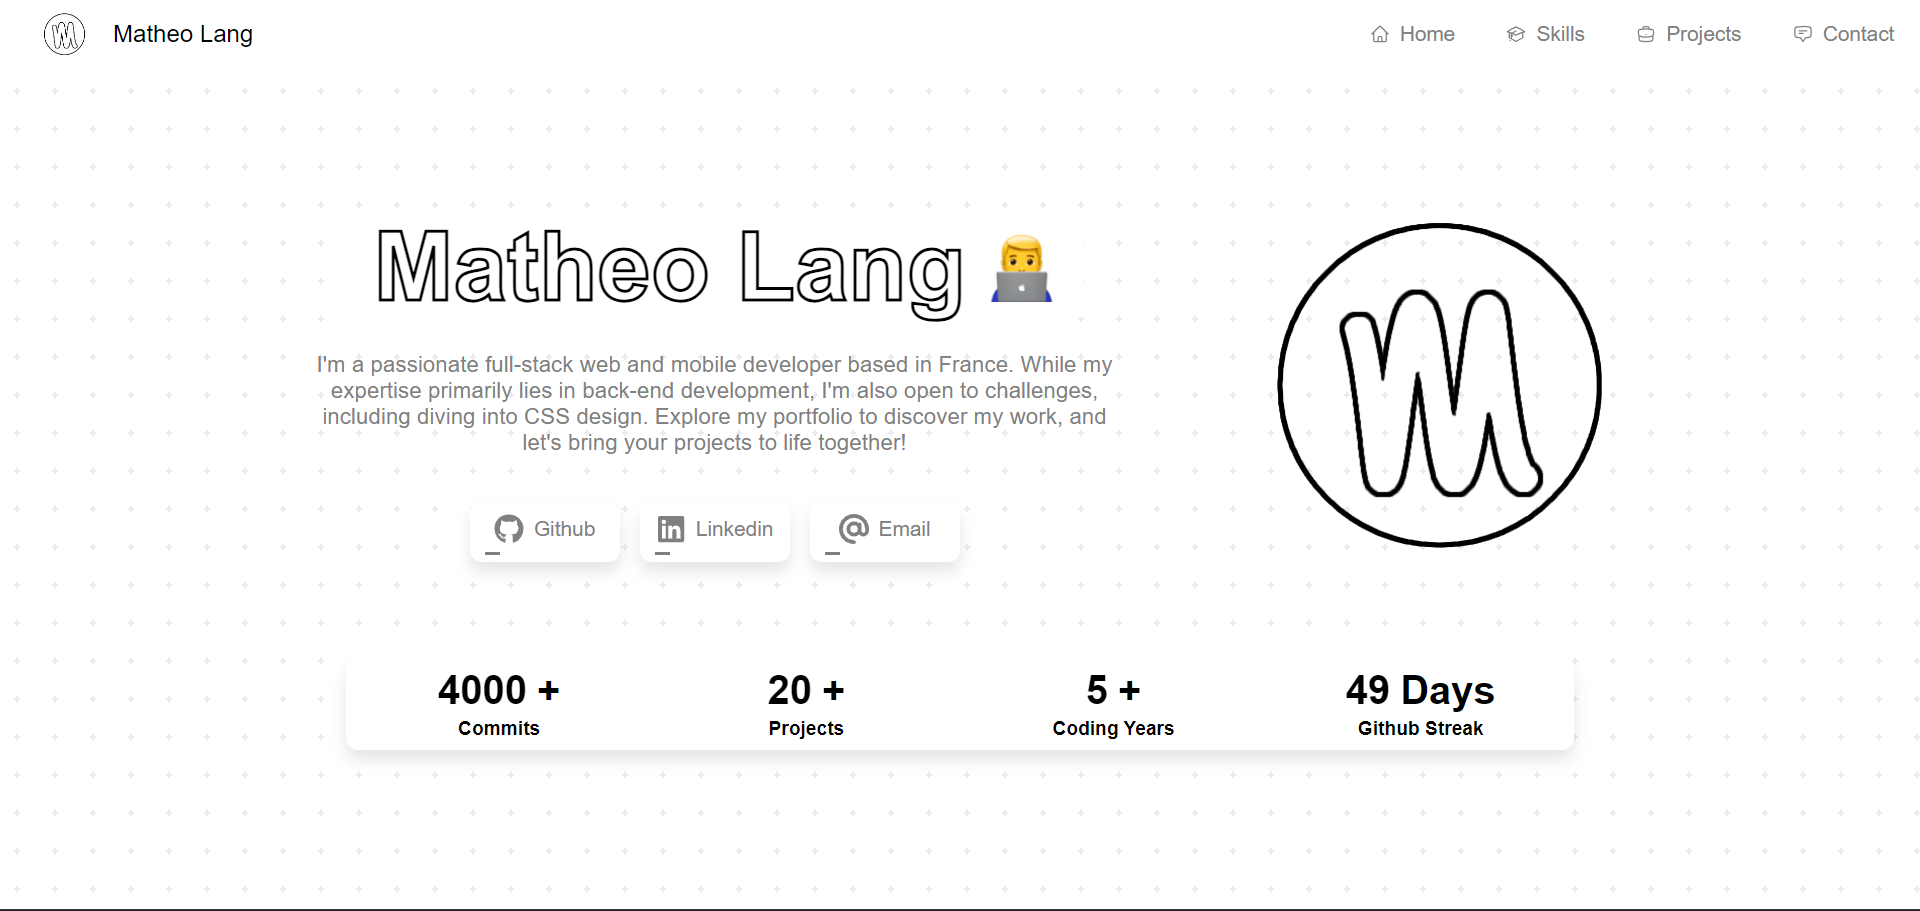 Matheo Lang
Home
Skills
Projects
Contact
Matheo Lang
I'm a passionate full-stack web and mobile developer based in France. While my
expertise primarily lies in back-end development, I'm also open to challenges,
including diving into CSS design. Explore my portfolio to discover my work, and
let's bring your projects to life together!
Github
Linkedin
Email
4000 +
Commits
20 +
Projects
5 +
Coding Years
49 Days
Github Streak